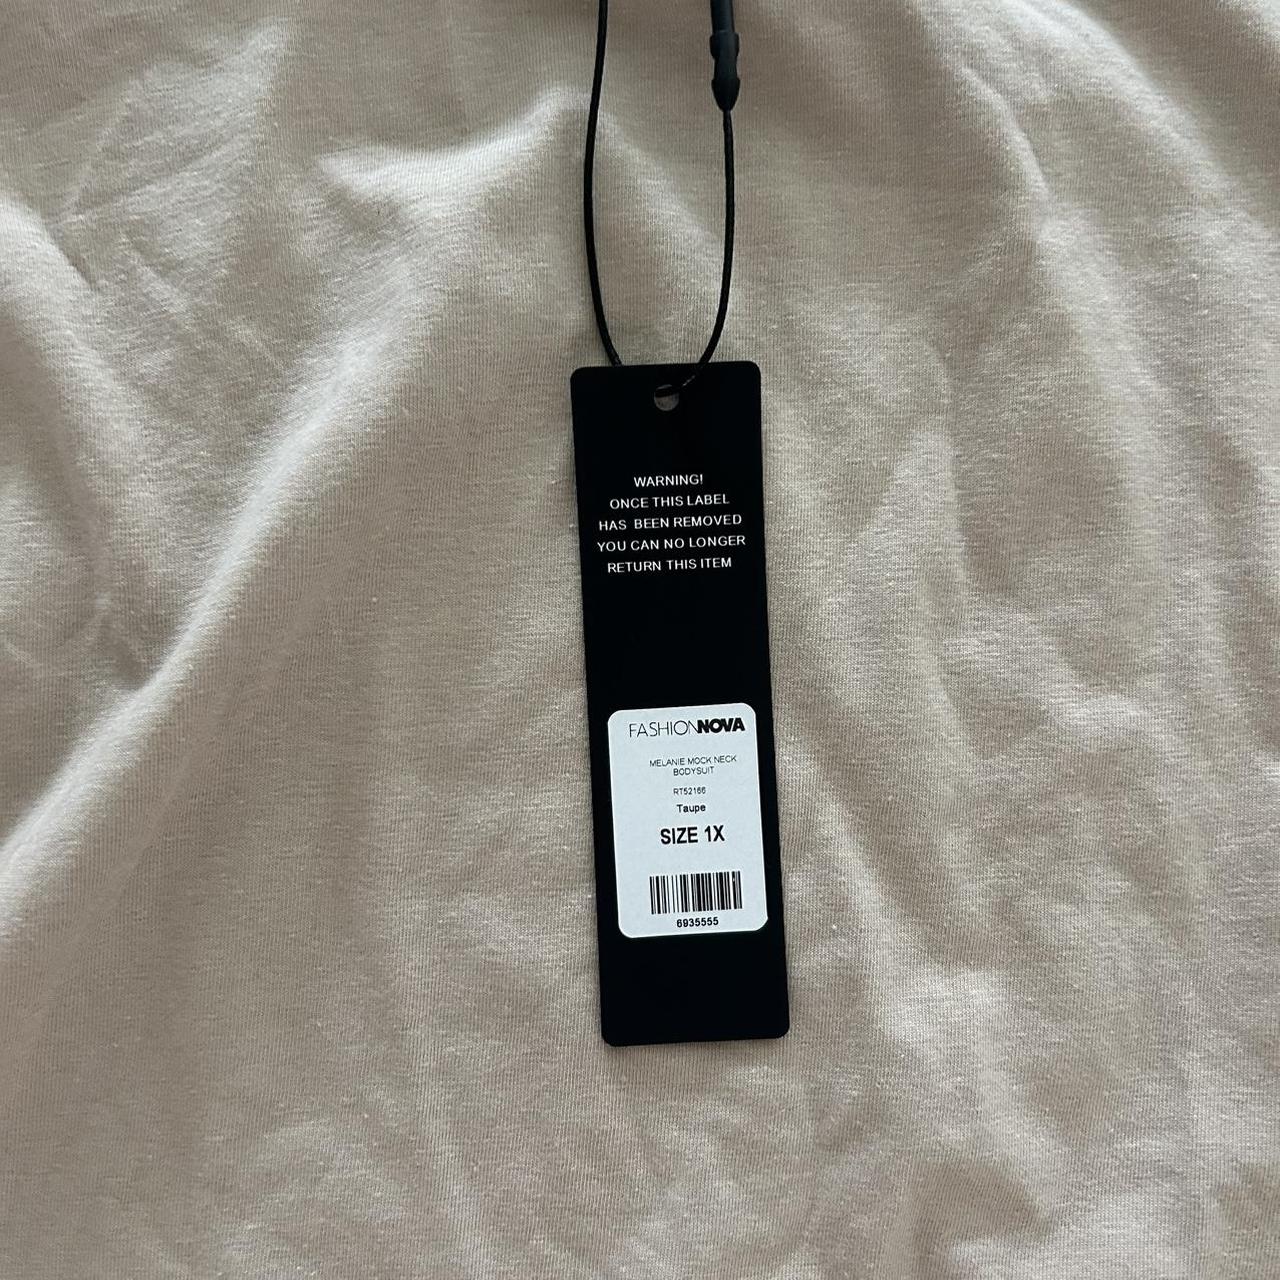 WARNING!
ONCE THIS LABEL
HAS BEEN REMOVED
YOU CAN NO LONGER
RETURN THIS ITEM
FASHIONNOVA
MELANIE MOCK NECK
BODYSUIT
RT52166
Taupe
SIZE 1X
6935555